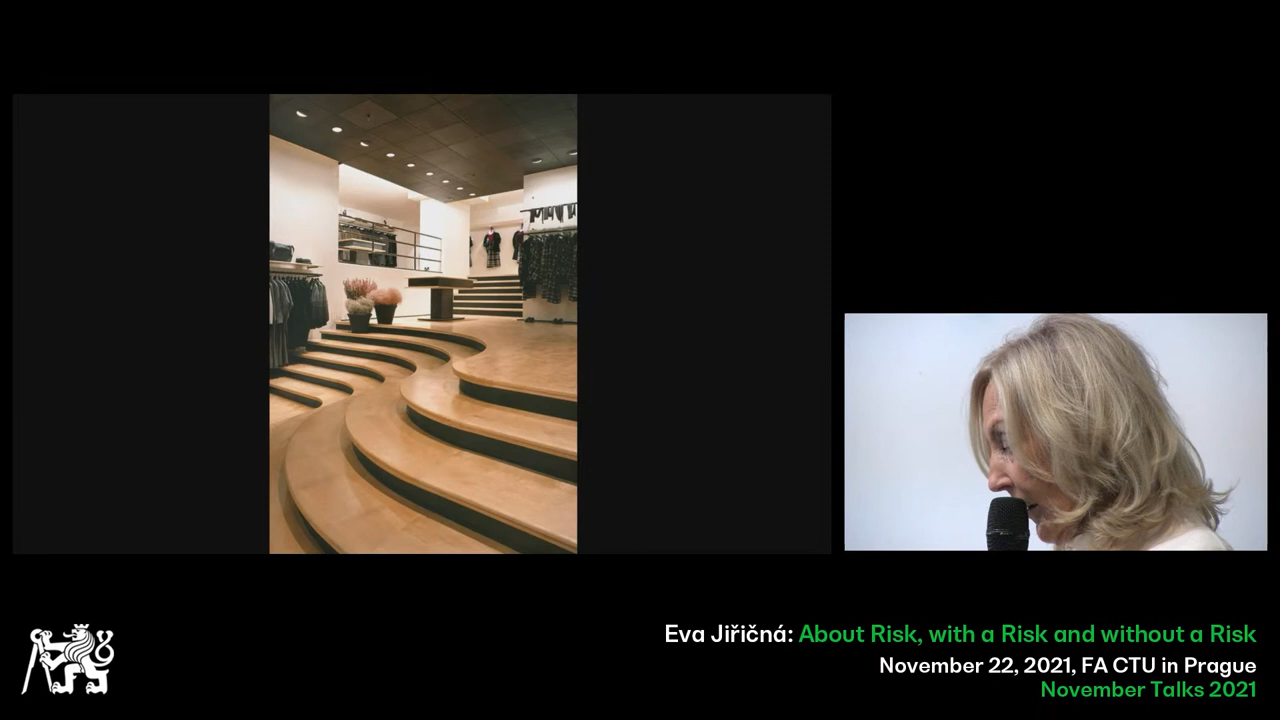 Eva Jiřičná: About Risk, with a Risk and without a Risk
November 22, 2021, FA CTU in Prague
November Talks 2021